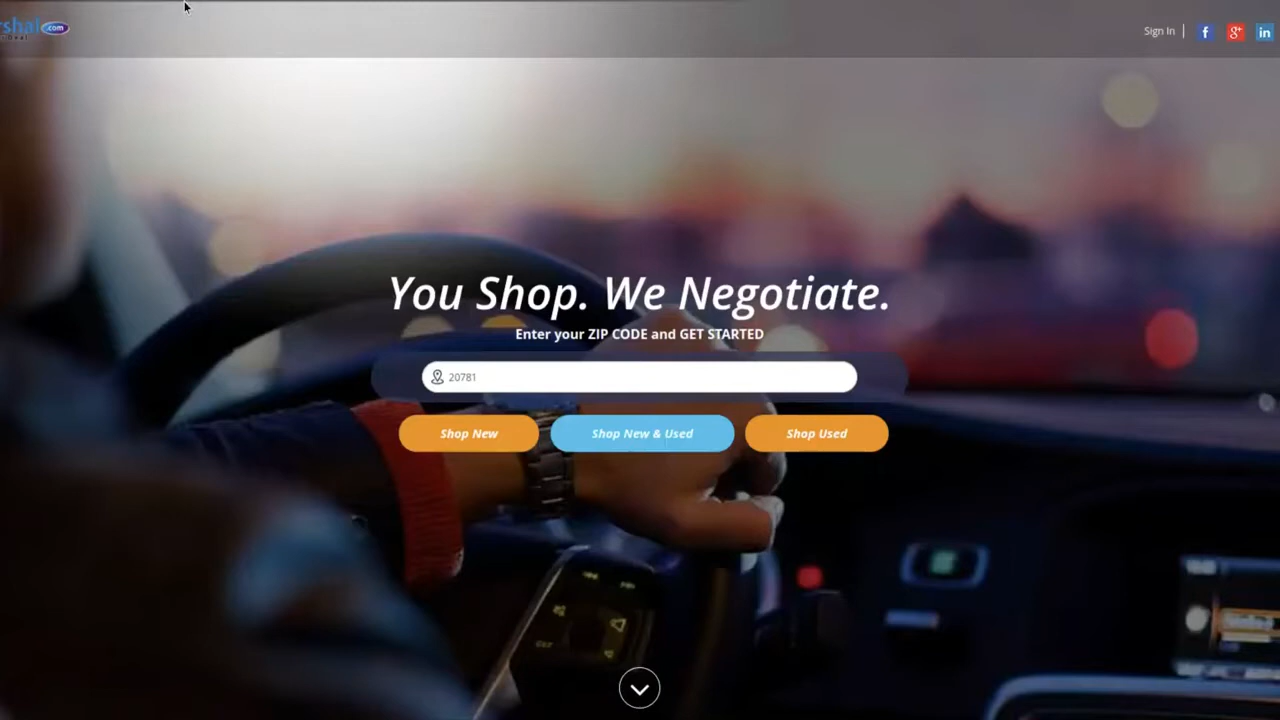 .com
Sign In
You Shop. We Negotiate.
Enter your ZIP CODE and GET STARTED
20781
Shop New
Shop New & Used
Shop Used